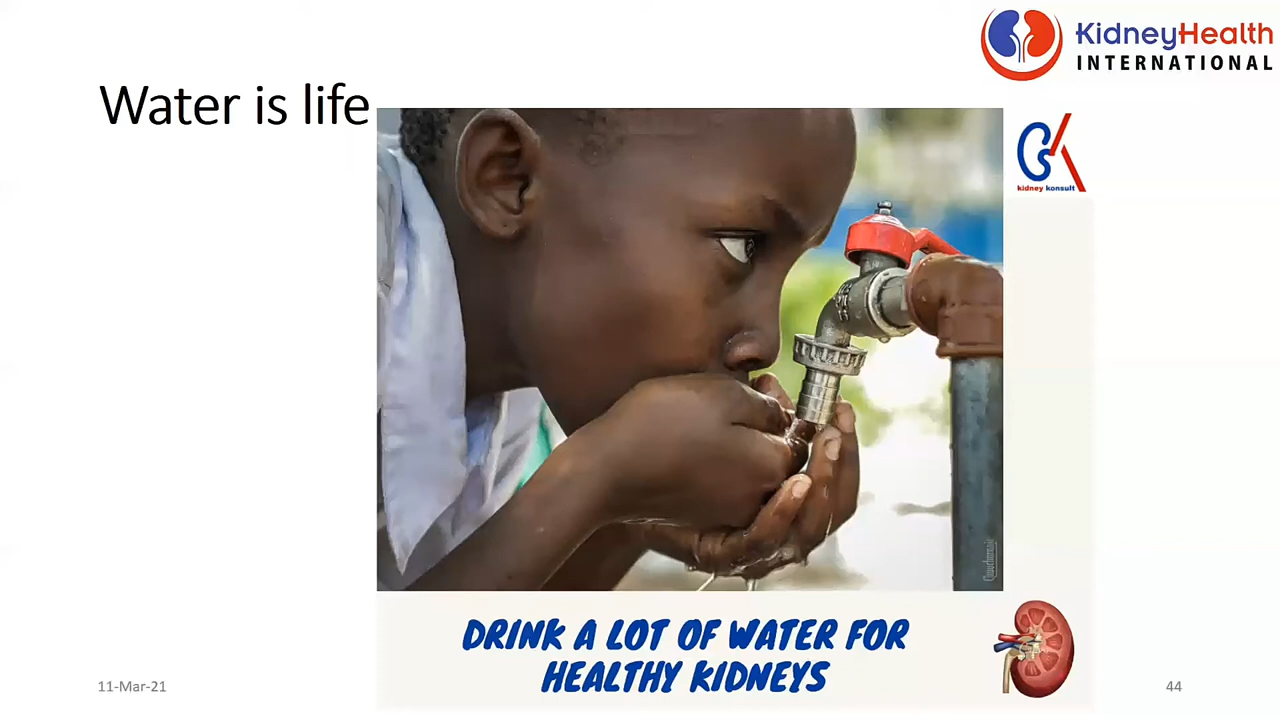 KidneyHealth
INTERNATIONAL
Water is life
kidney konsult
DRINK A LOT OF WATER FOR
HEALTHY KIDNEYS
11-Mar-21
44